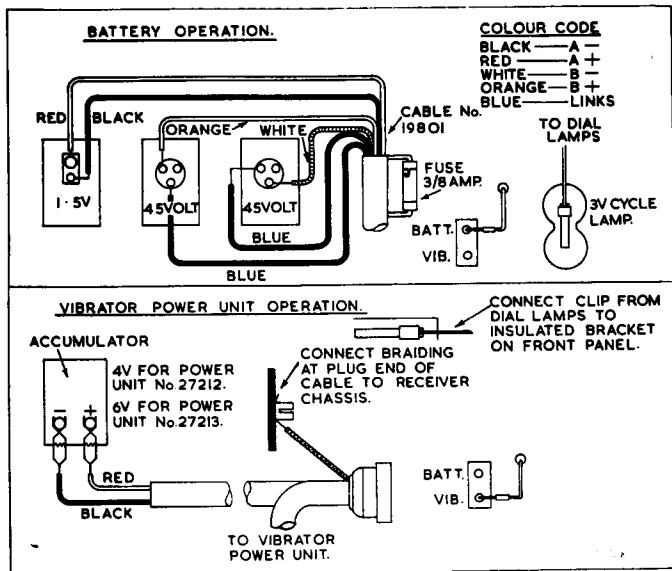 BATTERY OPERATION.
COLOUR CODE
BLACK — A −
RED — A +
WHITE — B −
ORANGE — B +
BLUE — LINKS
RED
BLACK
ORANGE
WHITE
CABLE No.
19801
TO DIAL
LAMPS
1·5V
45VOLT
45VOLT
FUSE
3/8 AMP.
3V CYCLE
LAMP.
BATT.
VIB.
BLUE
BLUE
VIBRATOR POWER UNIT OPERATION.
CONNECT CLIP FROM
DIAL LAMPS TO
INSULATED BRACKET
ON FRONT PANEL.
ACCUMULATOR
4V FOR POWER
UNIT No.27212.
6V FOR POWER
UNIT No.27213.
CONNECT BRAIDING
AT PLUG END OF
CABLE TO RECEIVER
CHASSIS.
− +
RED
BLACK
BATT.
VIB.
TO VIBRATOR
POWER UNIT.